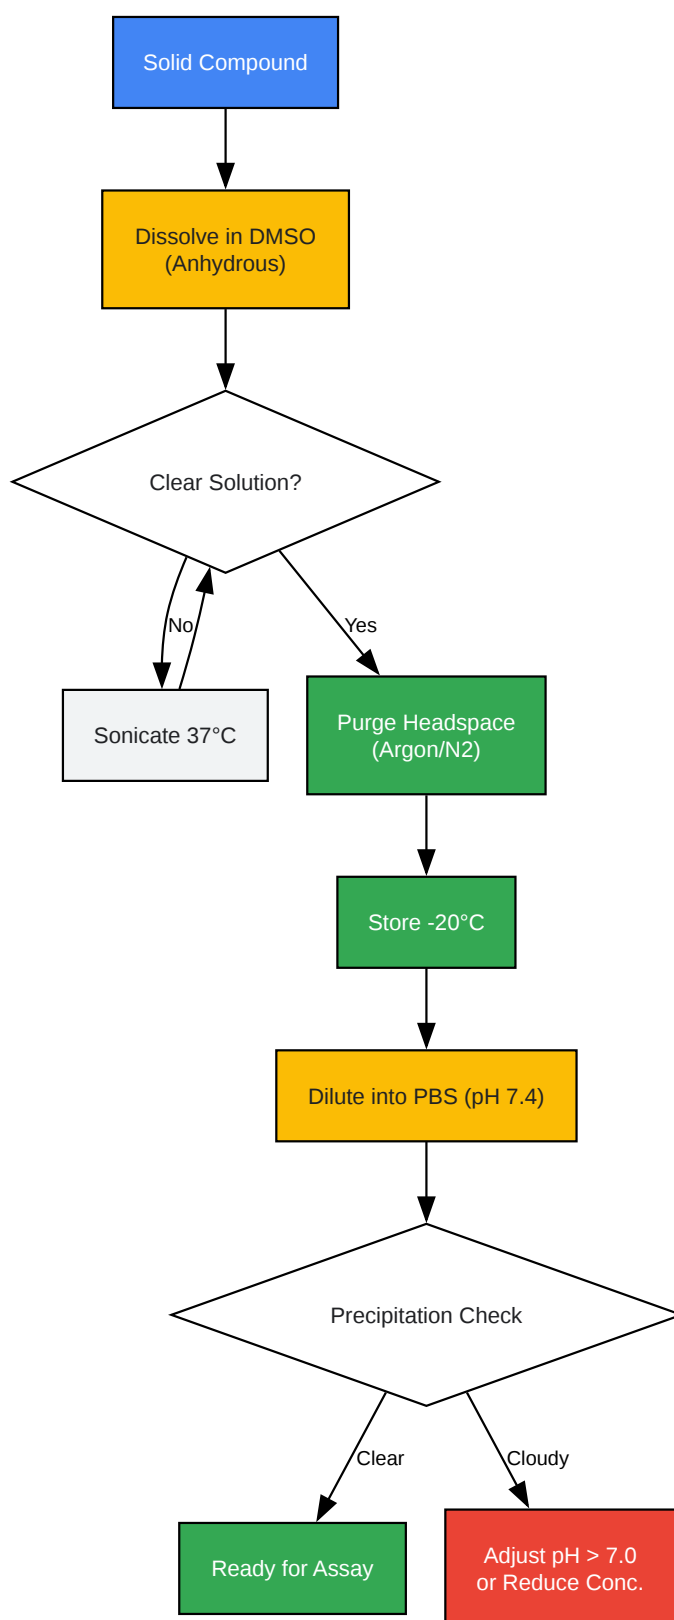 Solid Compound
Dissolve in DMSO
(Anhydrous)
Clear Solution?
No
Yes
Sonicate 37°C
Purge Headspace
(Argon/N2)
Store -20°C
Dilute into PBS (pH 7.4)
Precipitation Check
Clear
Cloudy
Ready for Assay
Adjust pH > 7.0
or Reduce Conc.